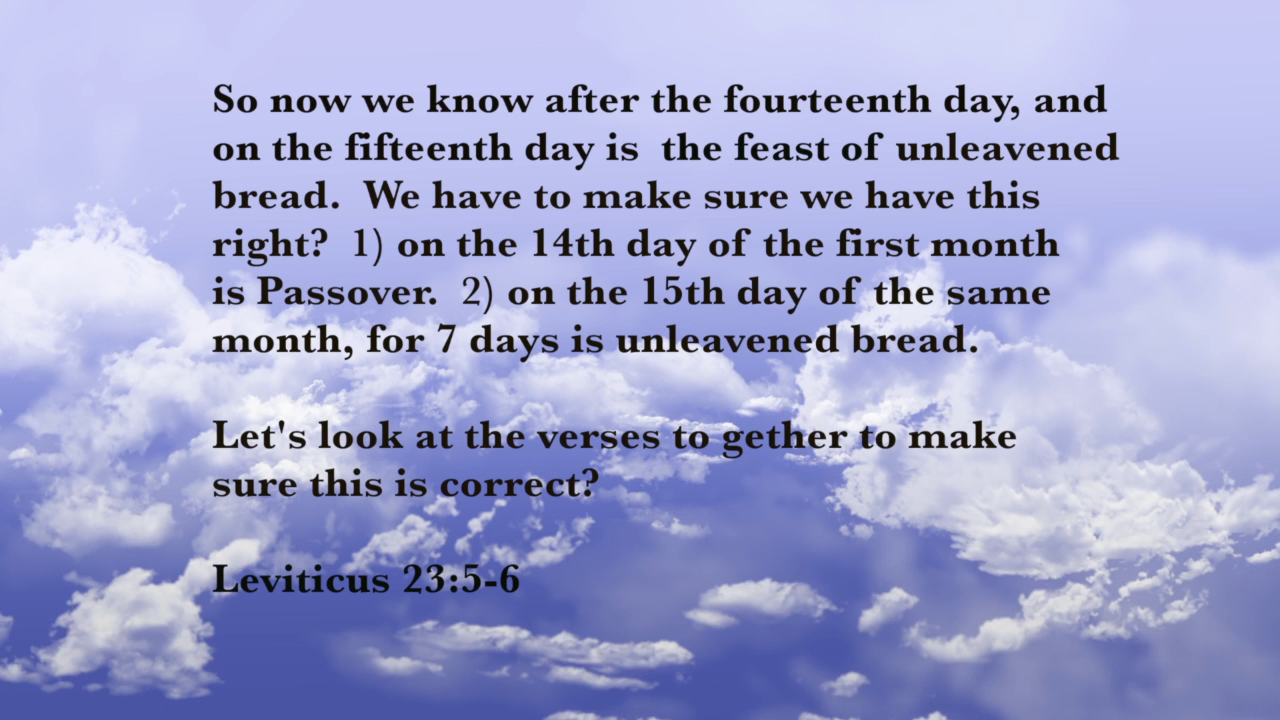 So now we know after the fourteenth day, and
on the fifteenth day is  the feast of unleavened
bread.  We have to make sure we have this
right?  1) on the 14th day of the first month
is Passover.  2) on the 15th day of the same
month, for 7 days is unleavened bread.
Let's look at the verses to gether to make
sure this is correct?
Leviticus 23:5-6